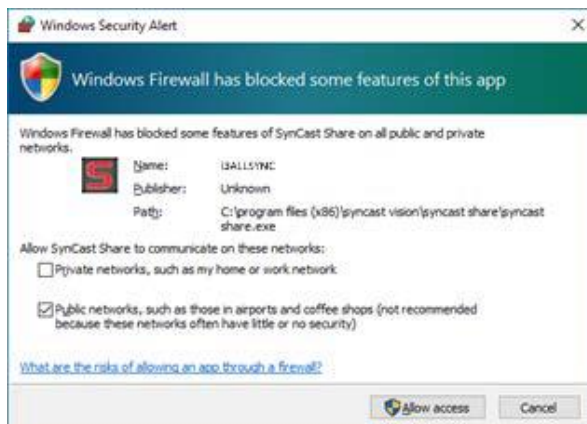 Windows Security Alert
Windows Firewall has blocked some features of this app
Windows Firewall has blocked some features of SynCast Share on all public and private
networks.
S
Name: i3ALLSYNC
Publisher: Unknown
Path: C:\program files (x86)\syncast vision\syncast share\syncast
share.exe
Allow SynCast Share to communicate on these networks:
Private networks, such as my home or work network
Public networks, such as those in airports and coffee shops (not recommended
because these networks often have little or no security)
What are the risks of allowing an app through a firewall?
Allow access Cancel